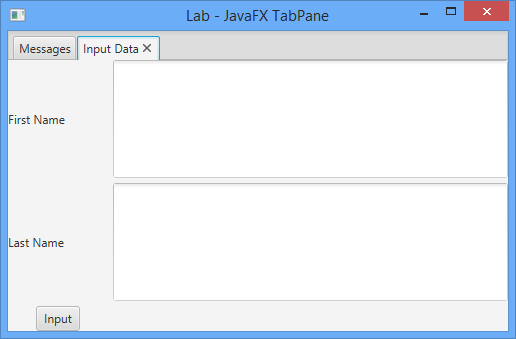 Lab - JavaFX TabPane
Messages Input Data
First Name
Last Name
Input